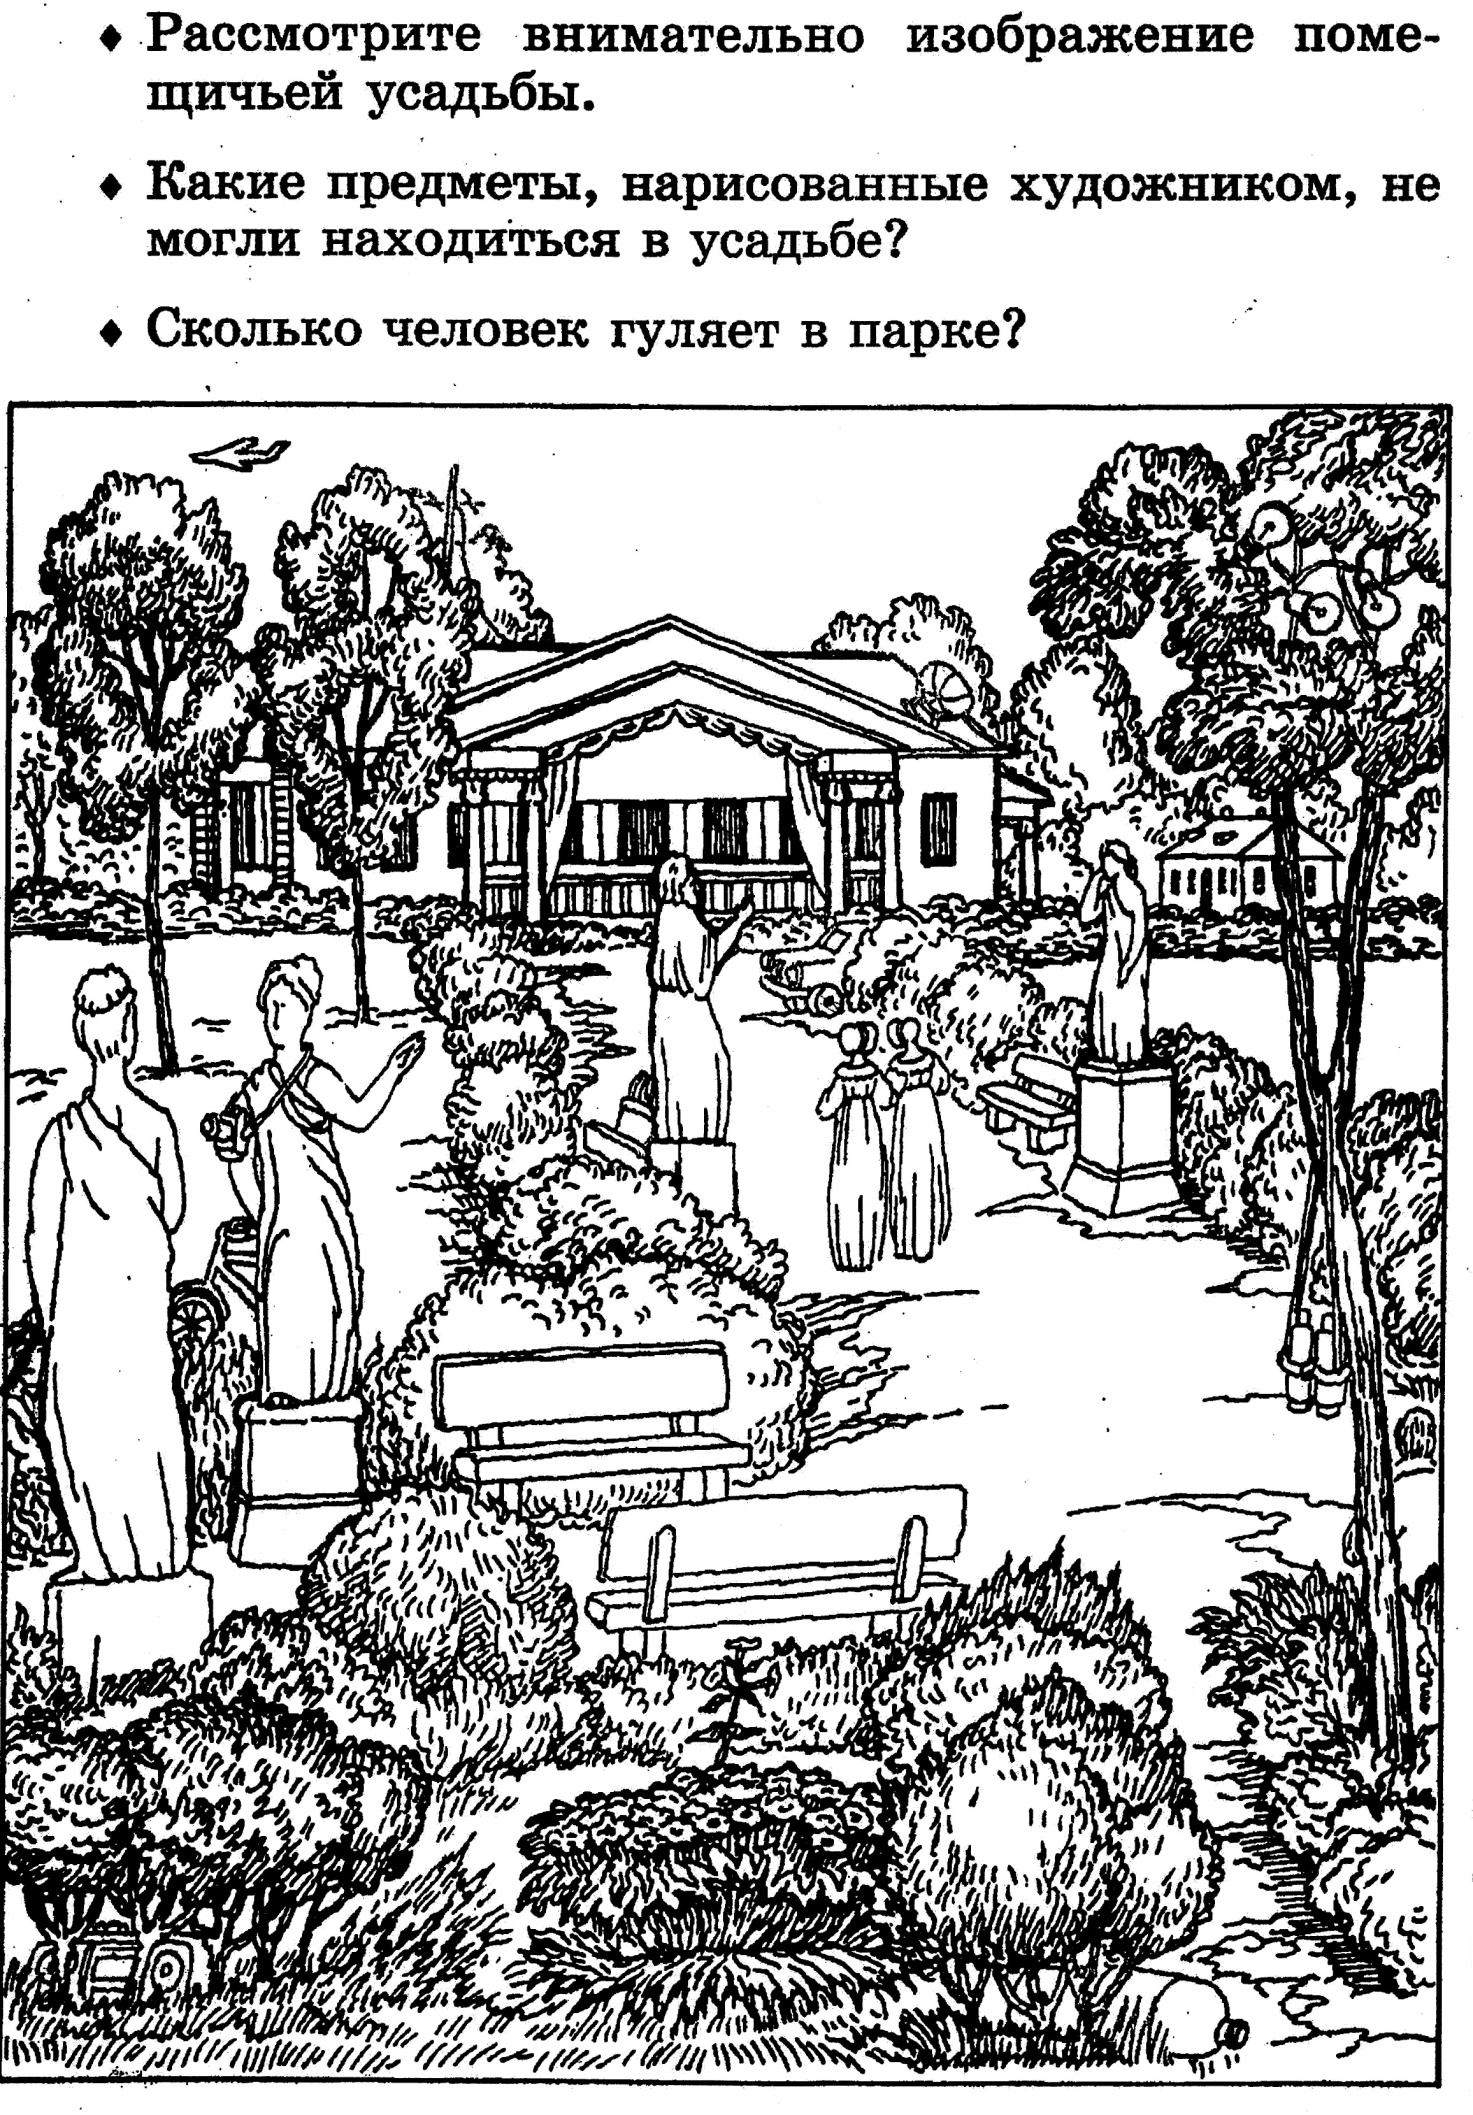 ♦ Рассмотрите внимательно изображение поме-
щичьей усадьбы.
♦ Какие предметы, нарисованные художником, не
могли находиться в усадьбе?
♦ Сколько человек гуляет в парке?